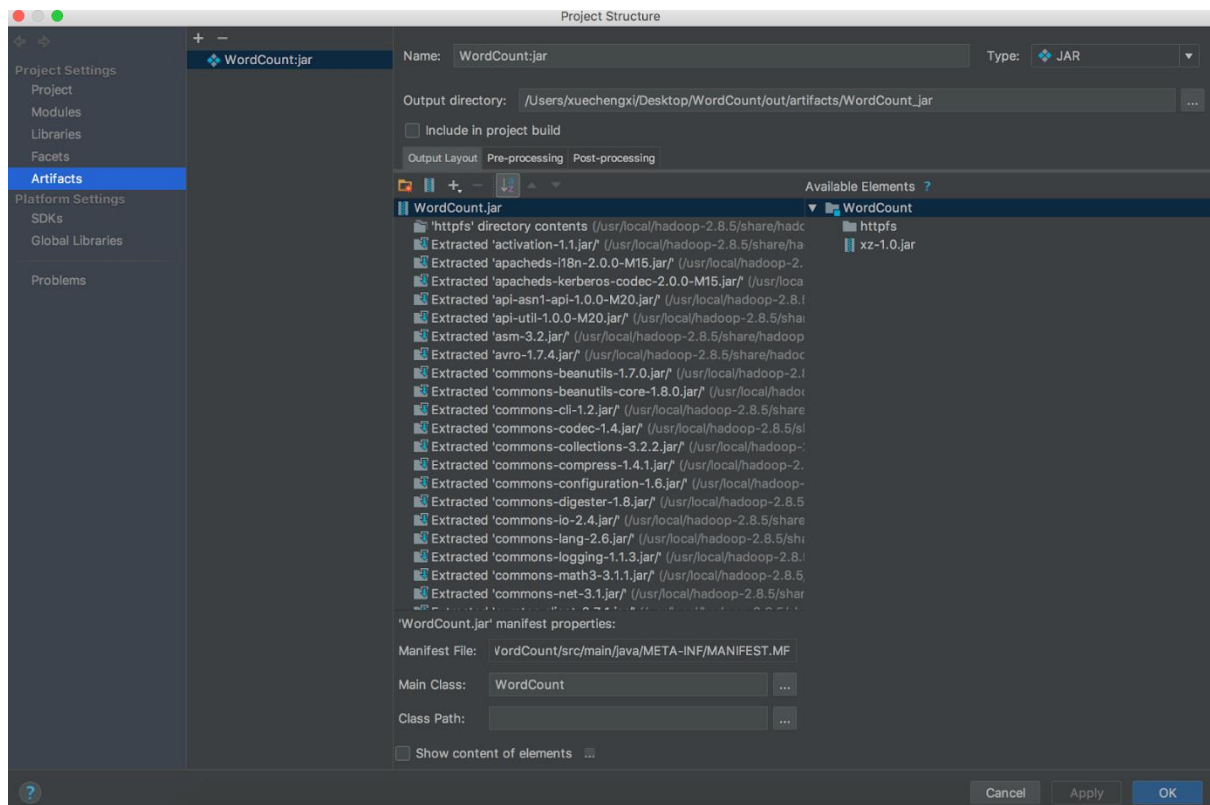 Project Structure
Project Settings
Project
Modules
Libraries
Facets
Artifacts
Platform Settings
SDKs
Global Libraries
Problems
WordCount:jar
Name: WordCount:jar Type: JAR
Output directory: /Users/xuechengxi/Desktop/WordCount/out/artifacts/WordCount_jar ...
Include in project build
Output Layout Pre-processing Post-processing
Available Elements ?
WordCount.jar
'httpfs' directory contents (/usr/local/hadoop-2.8.5/share/hadc
Extracted 'activation-1.1.jar/' (/usr/local/hadoop-2.8.5/share/ha
Extracted 'apacheds-i18n-2.0.0-M15.jar/' (/usr/local/hadoop-2.
Extracted 'apacheds-kerberos-codec-2.0.0-M15.jar/' (/usr/loca
Extracted 'api-asn1-api-1.0.0-M20.jar/' (/usr/local/hadoop-2.8.
Extracted 'api-util-1.0.0-M20.jar/' (/usr/local/hadoop-2.8.5/sha
Extracted 'asm-3.2.jar/' (/usr/local/hadoop-2.8.5/share/hadoop
Extracted 'avro-1.7.4.jar/' (/usr/local/hadoop-2.8.5/share/hadoc
Extracted 'commons-beanutils-1.7.0.jar/' (/usr/local/hadoop-2.
Extracted 'commons-beanutils-core-1.8.0.jar/' (/usr/local/hado
Extracted 'commons-cli-1.2.jar/' (/usr/local/hadoop-2.8.5/share
Extracted 'commons-codec-1.4.jar/' (/usr/local/hadoop-2.8.5/s
Extracted 'commons-collections-3.2.2.jar/' (/usr/local/hadoop-
Extracted 'commons-compress-1.4.1.jar/' (/usr/local/hadoop-2.
Extracted 'commons-configuration-1.6.jar/' (/usr/local/hadoop-
Extracted 'commons-digester-1.8.jar/' (/usr/local/hadoop-2.8.5
Extracted 'commons-io-2.4.jar/' (/usr/local/hadoop-2.8.5/share
Extracted 'commons-lang-2.6.jar/' (/usr/local/hadoop-2.8.5/sha
Extracted 'commons-logging-1.1.3.jar/' (/usr/local/hadoop-2.8.
Extracted 'commons-math3-3.1.1.jar/' (/usr/local/hadoop-2.8.5
Extracted 'commons-net-3.1.jar/' (/usr/local/hadoop-2.8.5/shar
WordCount
httpfs
xz-1.0.jar
'WordCount.jar' manifest properties:
Manifest File: WordCount/src/main/java/META-INF/MANIFEST.MF
Main Class: WordCount ...
Class Path: ...
Show content of elements ...
? Cancel Apply OK